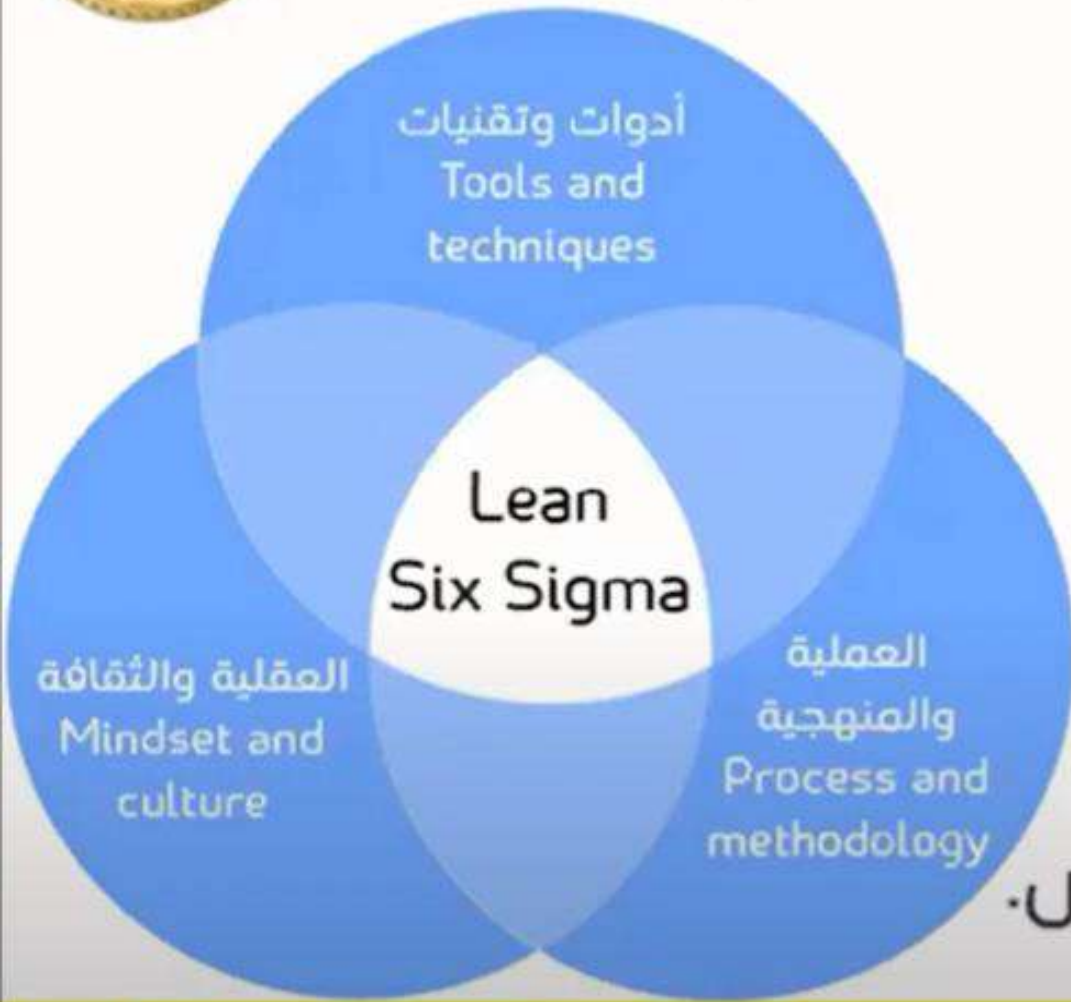 أدوات وتقنيات
Tools and
techniques
Lean
Six Sigma
العقلية والثقافة
Mindset and
culture
العملية
والمنهجية
Process and
methodology